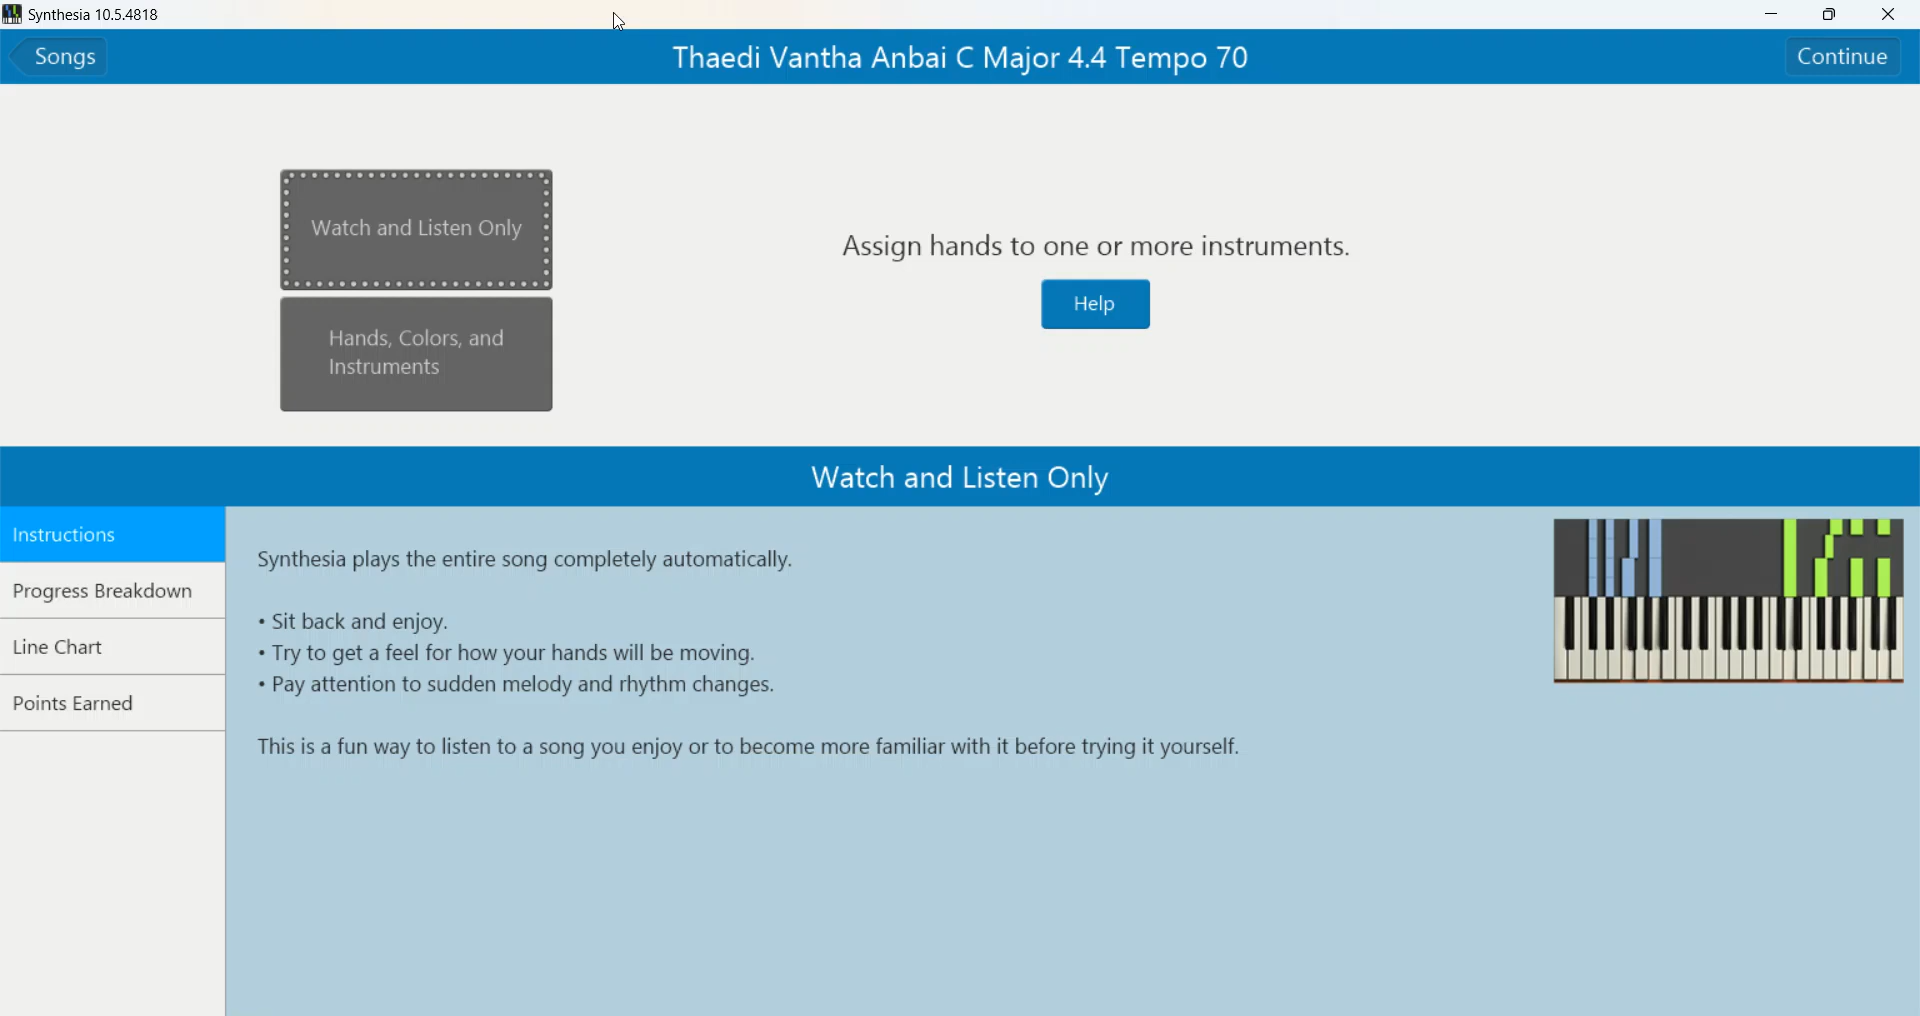 Synthesia 10.5.4818
Songs
Thaedi Vantha Anbai C Major 4.4 Tempo 70
Continue
Watch and Listen Only
Hands, Colors, and
Instruments
Assign hands to one or more instruments.
Help
Watch and Listen Only
Instructions
Progress Breakdown
Line Chart
Points Earned
Synthesia plays the entire song completely automatically.
• Sit back and enjoy.
• Try to get a feel for how your hands will be moving.
• Pay attention to sudden melody and rhythm changes.
This is a fun way to listen to a song you enjoy or to become more familiar with it before trying it yourself.